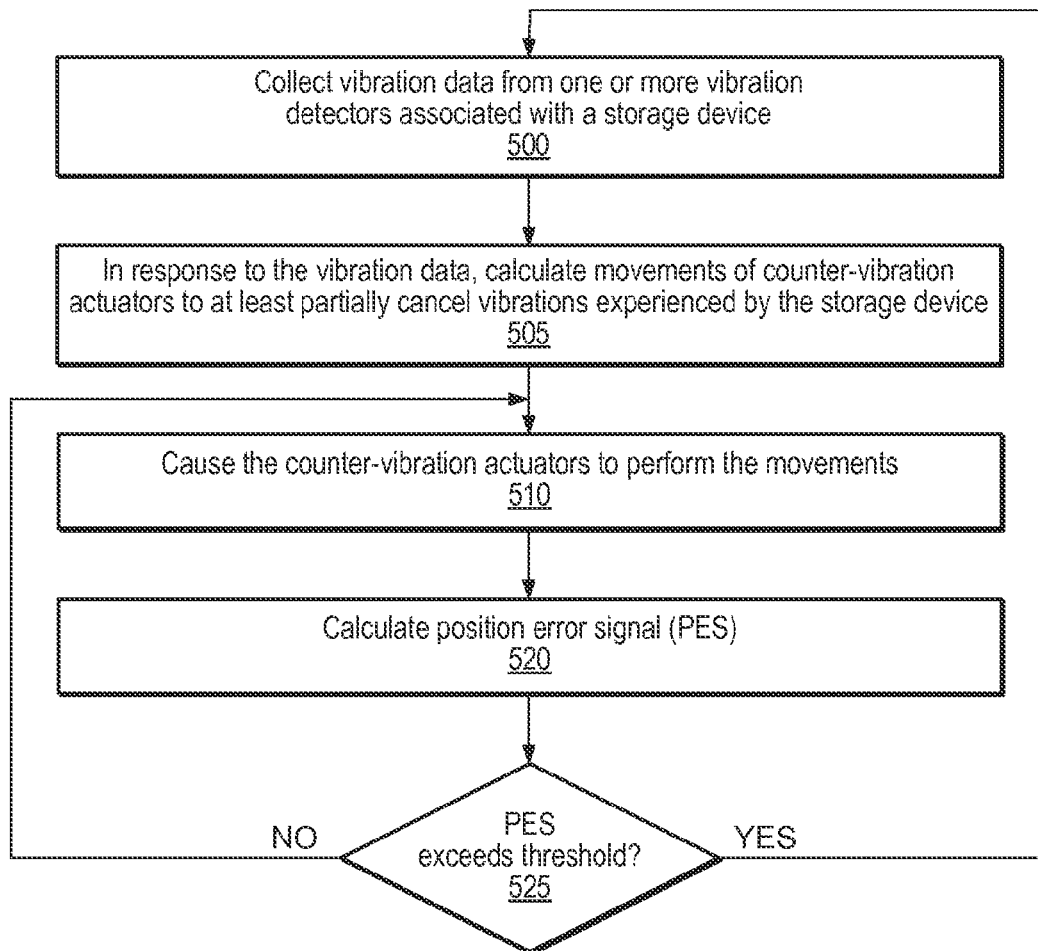 Collect vibration data from one or more vibration
detectors associated with a storage device
500
In response to the vibration data, calculate movements of counter-vibration
actuators to at least partially cancel vibrations experienced by the storage device
505
Cause the counter-vibration actuators to perform the movements
510
Calculate position error signal (PES)
520
NO
PES
YES
exceeds threshold?
525